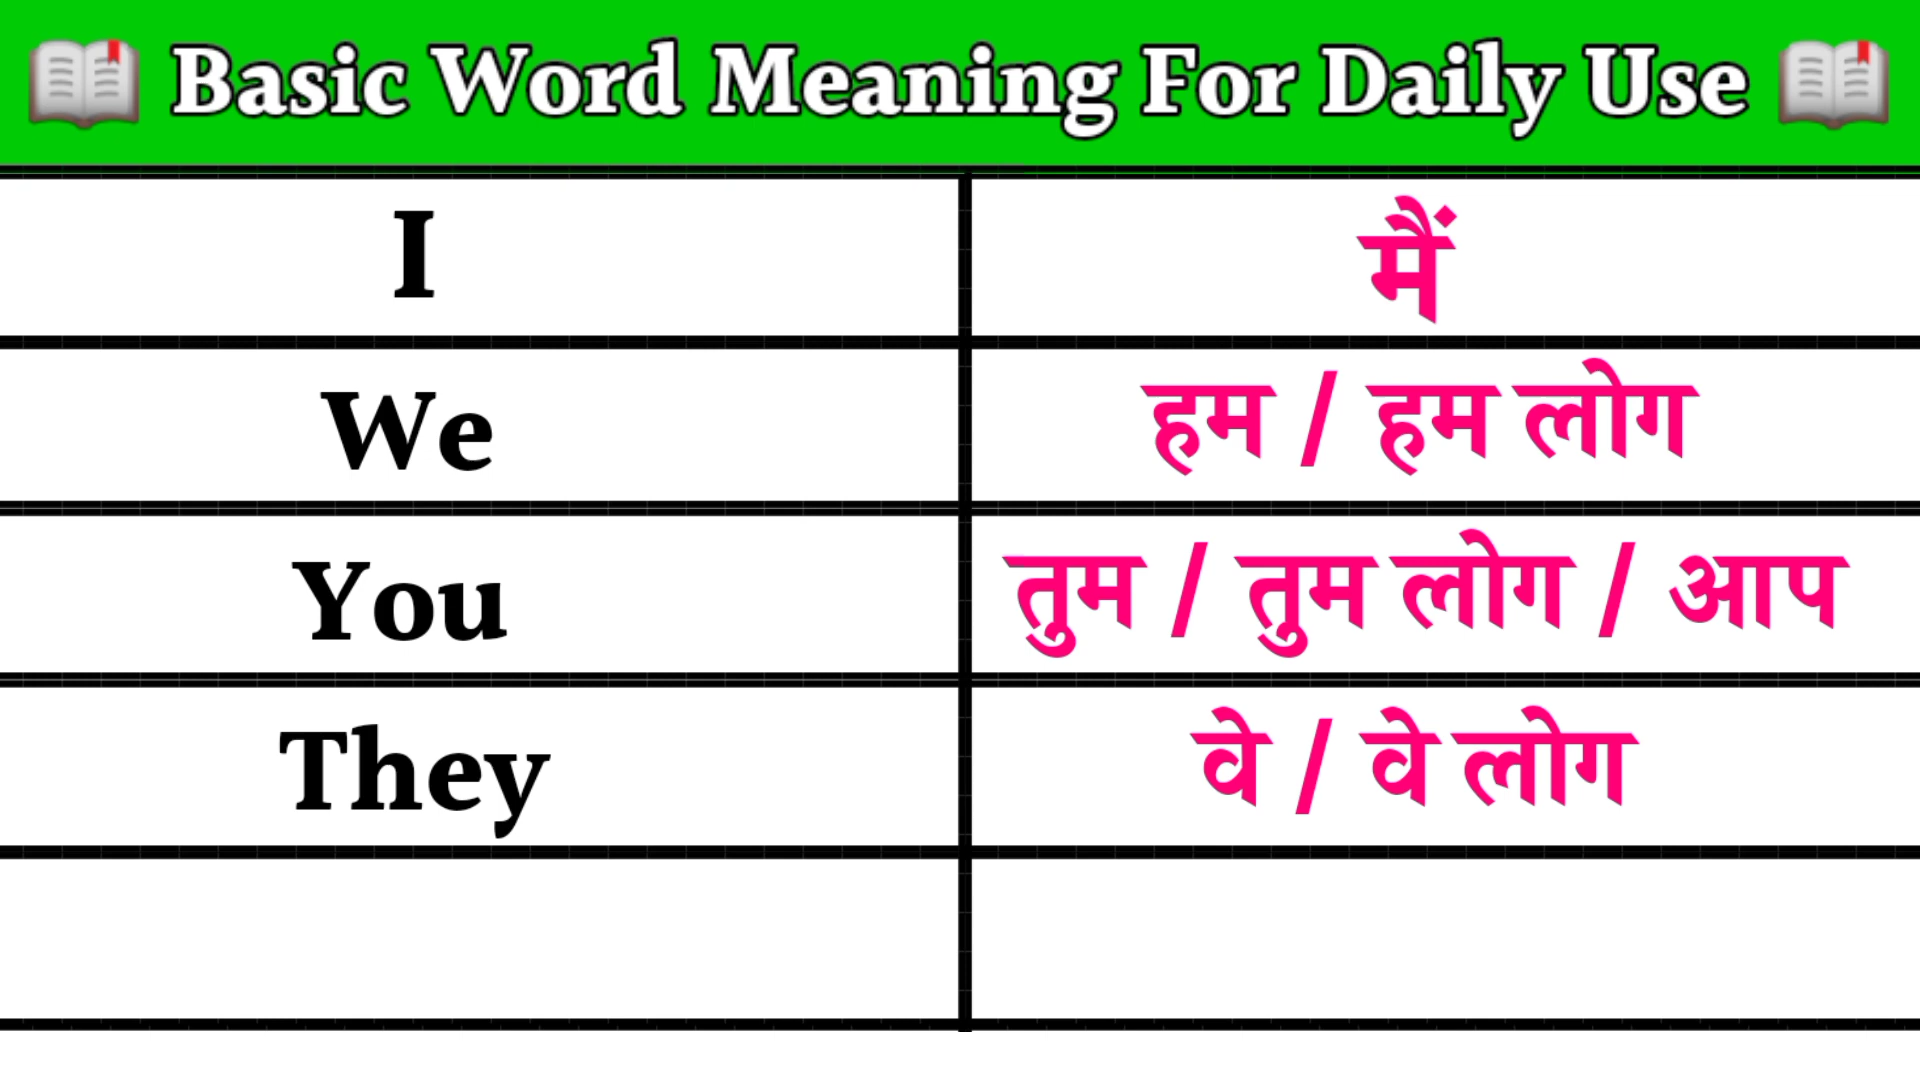 Basic Word Meaning For Daily Use
I मैं
We हम / हम लोग
You तुम / तुम लोग / आप
They वे / वे लोग